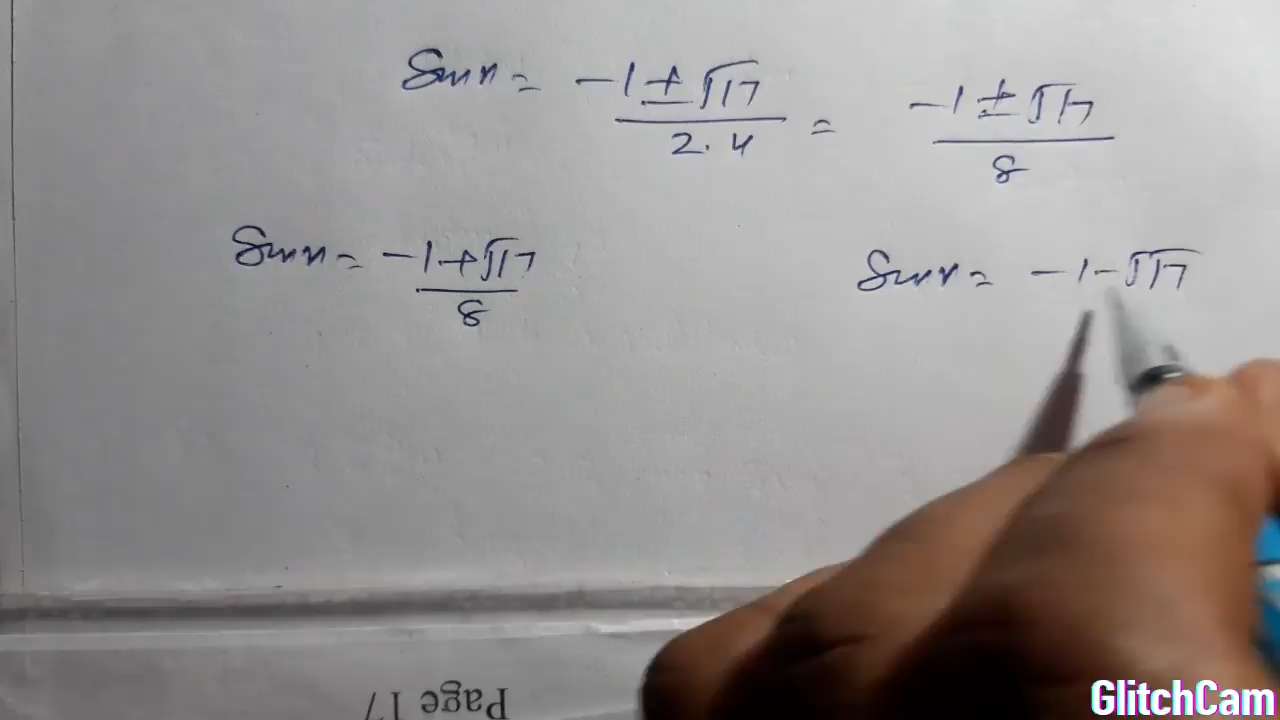 Sinx = -1 ± √17 / 2.4 = -1 ± √17 / 8
Sinx = -1 + √17 / 8
Sinx = -1 - √17
Page 17
GlitchCam